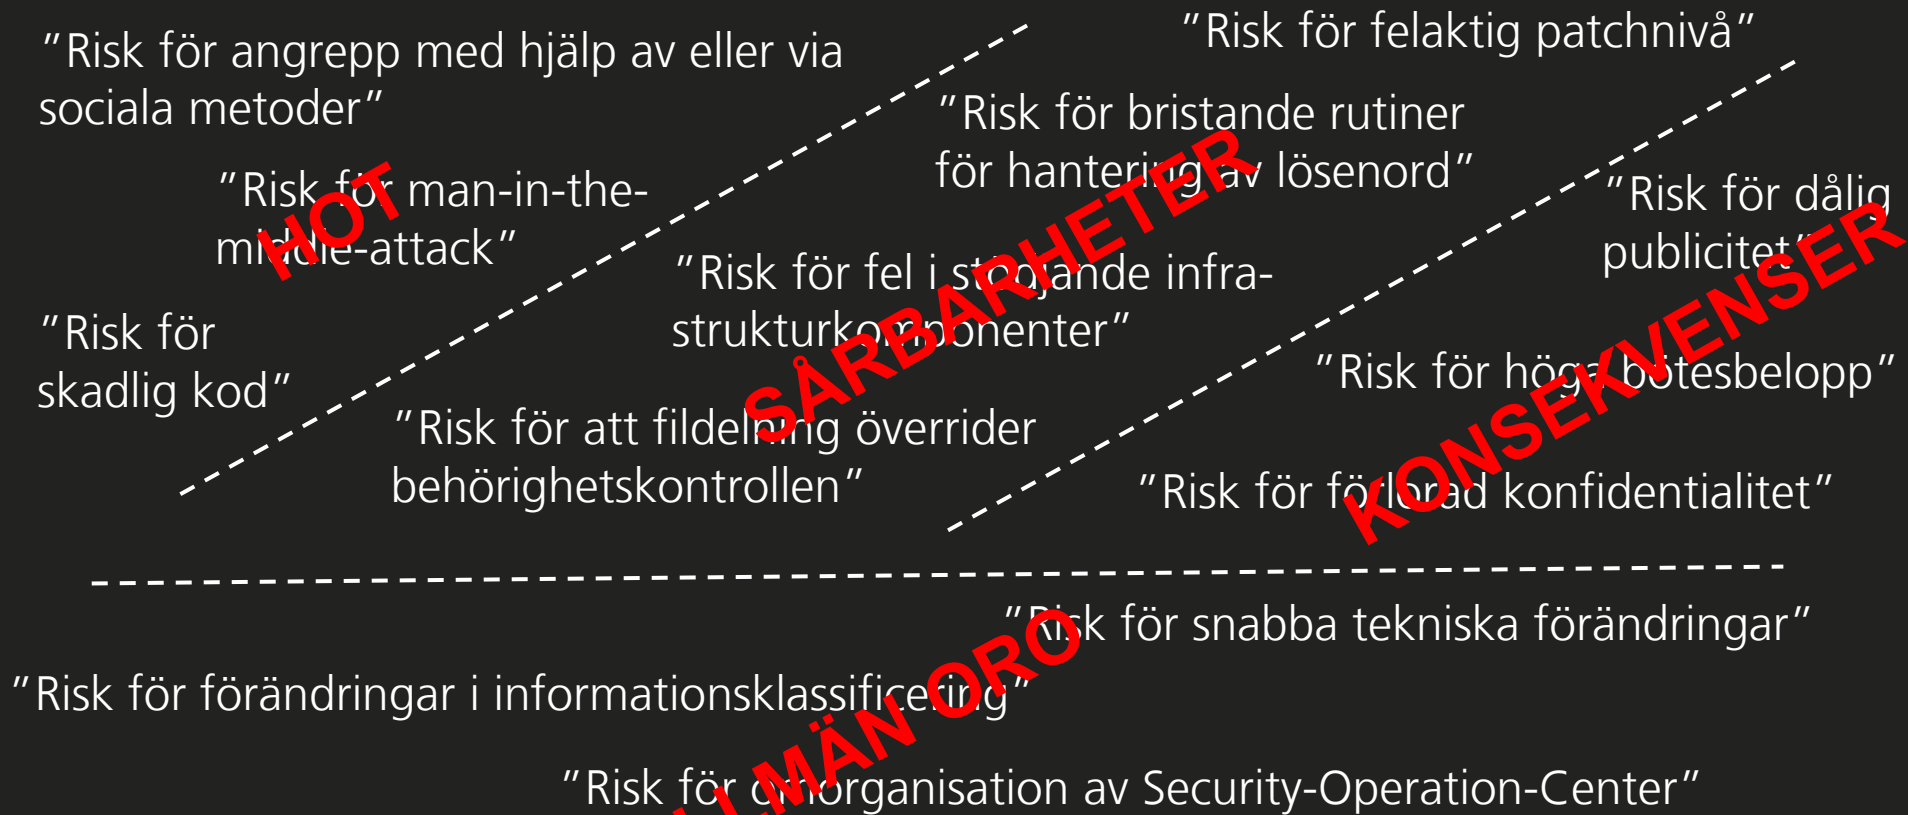 ”Risk för angrepp med hjälp av eller via
sociala metoder”
”Risk för man-in-the-
middle-attack”
HOT
”Risk för
skadlig kod”
”Risk för felaktig patchnivå”
”Risk för bristande rutiner
för hantering av lösenord”
”Risk för fel i stödjande infra-
strukturkomponenter”
SÅRBARHETER
”Risk för att fildelning överrider
behörighetskontrollen”
”Risk för dålig
publicitet”
”Risk för höga bötesbelopp”
KONSEKVENSER
”Risk för förlorad konfidentialitet”
”Risk för snabba tekniska förändringar”
”Risk för förändringar i informationsklassificering”
LLMÄN ORO
”Risk för omorganisation av Security-Operation-Center”